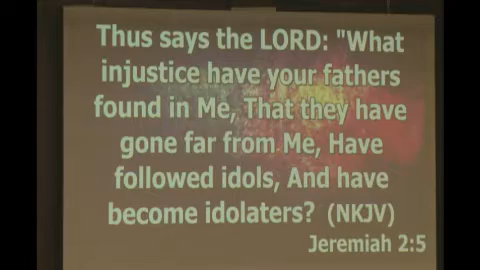 Thus says the LORD: "What
injustice have your fathers
found in Me, That they have
gone far from Me, Have
followed idols, And have
become idolaters? (NKJV)
Jeremiah 2:5